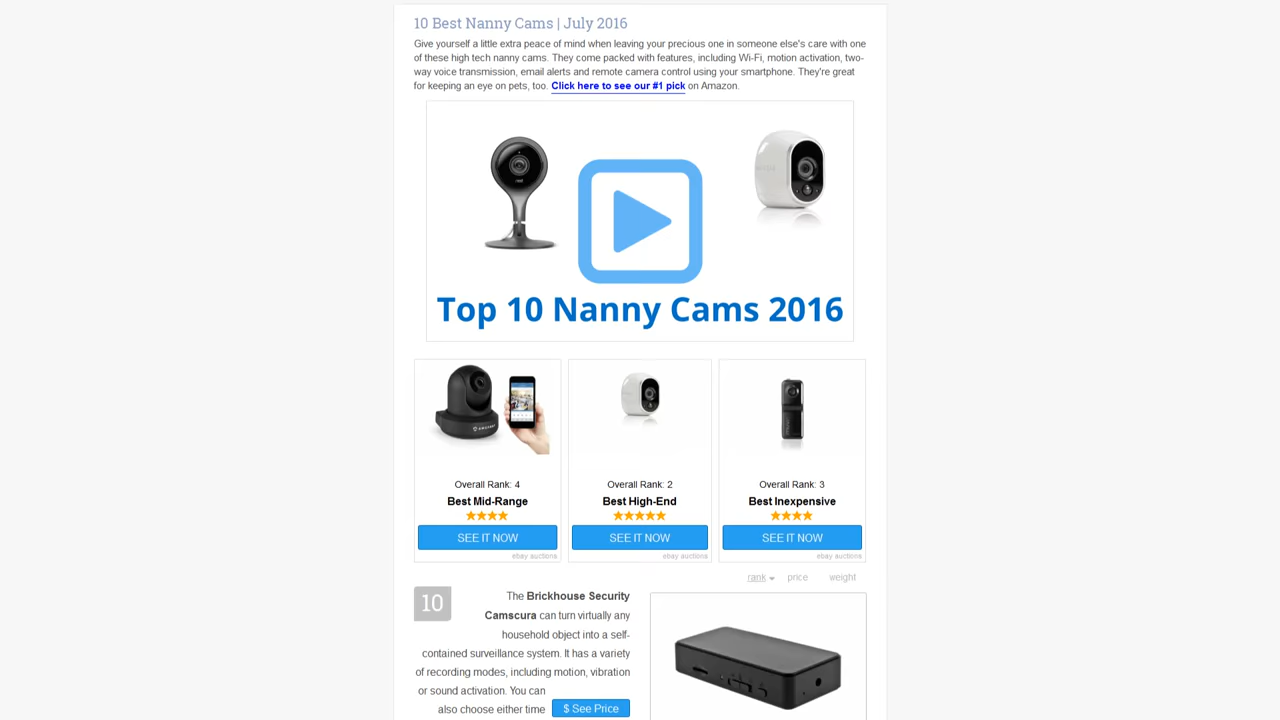 10 Best Nanny Cams | July 2016
Give yourself a little extra peace of mind when leaving your precious one in someone else's care with one
of these high tech nanny cams. They come packed with features, including Wi-Fi, motion activation, two-
way voice transmission, email alerts and remote camera control using your smartphone. They're great
for keeping an eye on pets, too. Click here to see our #1 pick on Amazon.
Top 10 Nanny Cams 2016
Overall Rank: 4
Best Mid-Range
SEE IT NOW
ebay auctions
Overall Rank: 2
Best High-End
SEE IT NOW
ebay auctions
Overall Rank: 3
Best Inexpensive
SEE IT NOW
ebay auctions
rank price weight
10
The Brickhouse Security
Camscura can turn virtually any
household object into a self-
contained surveillance system. It has a variety
of recording modes, including motion, vibration
or sound activation. You can
also choose either time
$ See Price